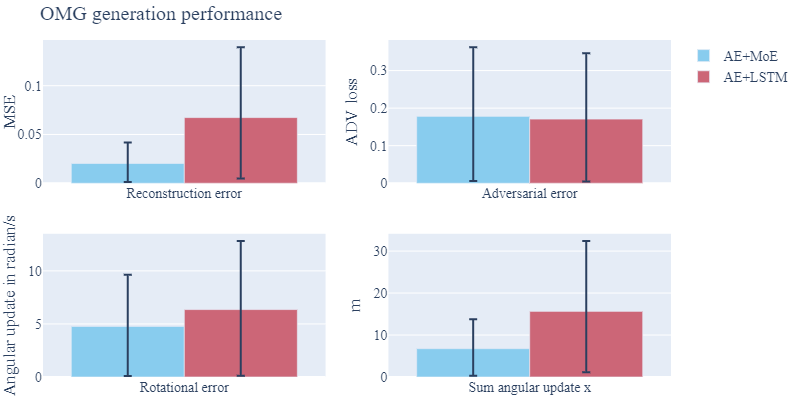 OMG generation performance
AE+MoE
AE+LSTM
MSE
0.1
0.05
0
Reconstruction error
ADV loss
0.3
0.2
0.1
0
Adversarial error
Angular update in radian/s
10
5
0
Rotational error
m
30
20
10
0
Sum angular update x